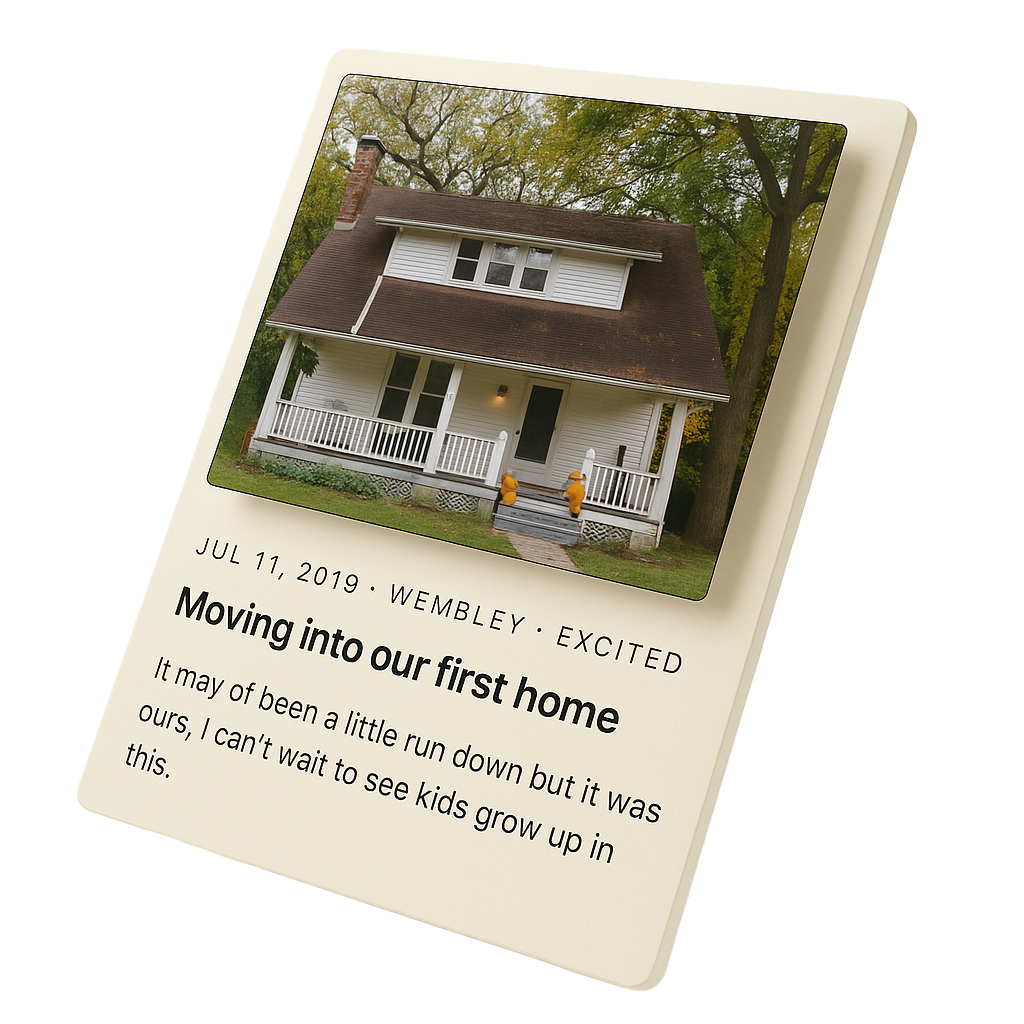 JUL 11, 2019 · WEMBLEY · EXCITED
Moving into our first home
It may of been a little run down but it was
ours, I can't wait to see kids grow up in
this.